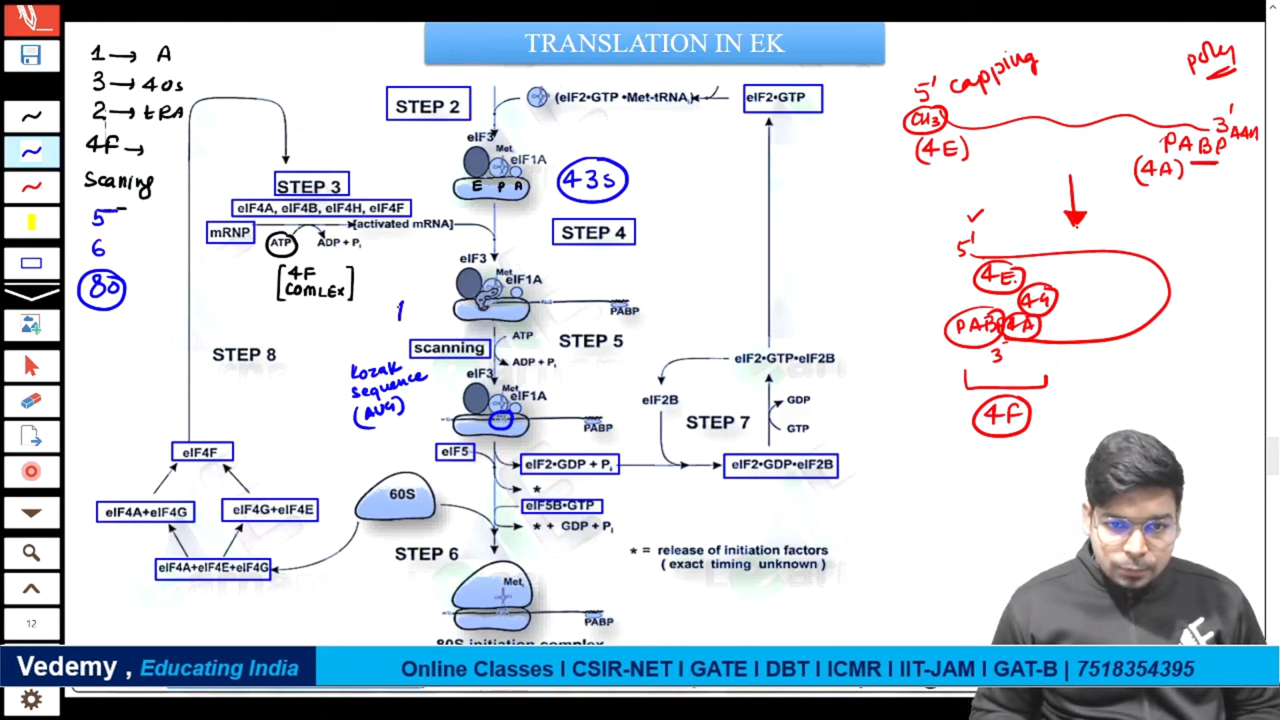 TRANSLATION IN EK
1 → A
3 → 40s
2 → tRA
4F →
Scaning
5
6
80
STEP 2
(eIF2•GTP •Met-tRNAi)
eIF2•GTP
eIF3
Met
eIF1A
E P A
43s
STEP 3
eIF4A, eIF4B, eIF4H, eIF4F
mRNP
[activated mRNA]
ATP
ADP + Pi
[4F
COMLEX]
STEP 4
eIF3
Met
eIF1A
PABP
1
scanning
ATP
ADP + Pi
STEP 5
Kozak
sequence
(AUG)
eIF3
Met
eIF1A
PABP
STEP 8
eIF2•GTP•eIF2B
eIF2B
STEP 7
GDP
GTP
eIF5
eIF2•GDP + Pi
eIF2•GDP•eIF2B
*
eIF5B•GTP
* + GDP + Pi
eIF4F
eIF4A+eIF4G
eIF4G+eIF4E
eIF4A+eIF4E+eIF4G
60S
STEP 6
* = release of initiation factors
( exact timing unknown )
Met
PABP
80S initiation complex
5' capping
poly
CH3
3'
(4E)
PABP
(4A)
5'
4E
4G
PABP
4A
3
4F
12
Vedemy , Educating India
Online Classes I CSIR-NET I GATE I DBT I ICMR I IIT-JAM I GAT-B | 7518354395